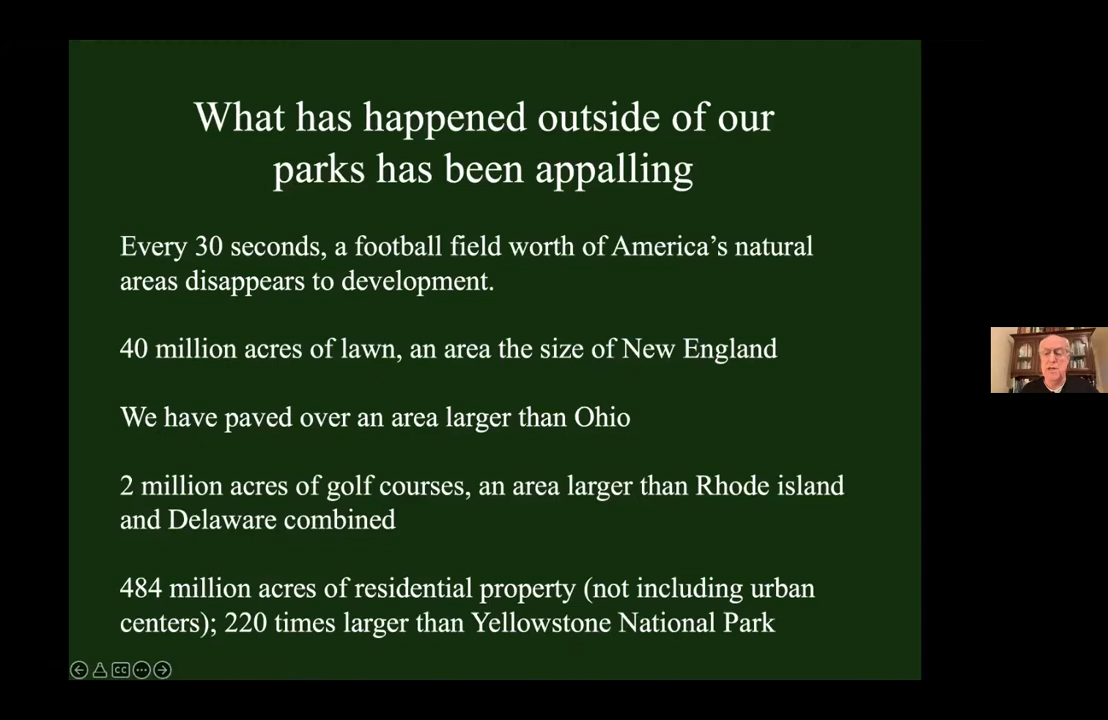 What has happened outside of our
parks has been appalling
Every 30 seconds, a football field worth of America’s natural
areas disappears to development.
40 million acres of lawn, an area the size of New England
We have paved over an area larger than Ohio
2 million acres of golf courses, an area larger than Rhode island
and Delaware combined
484 million acres of residential property (not including urban
centers); 220 times larger than Yellowstone National Park
CC